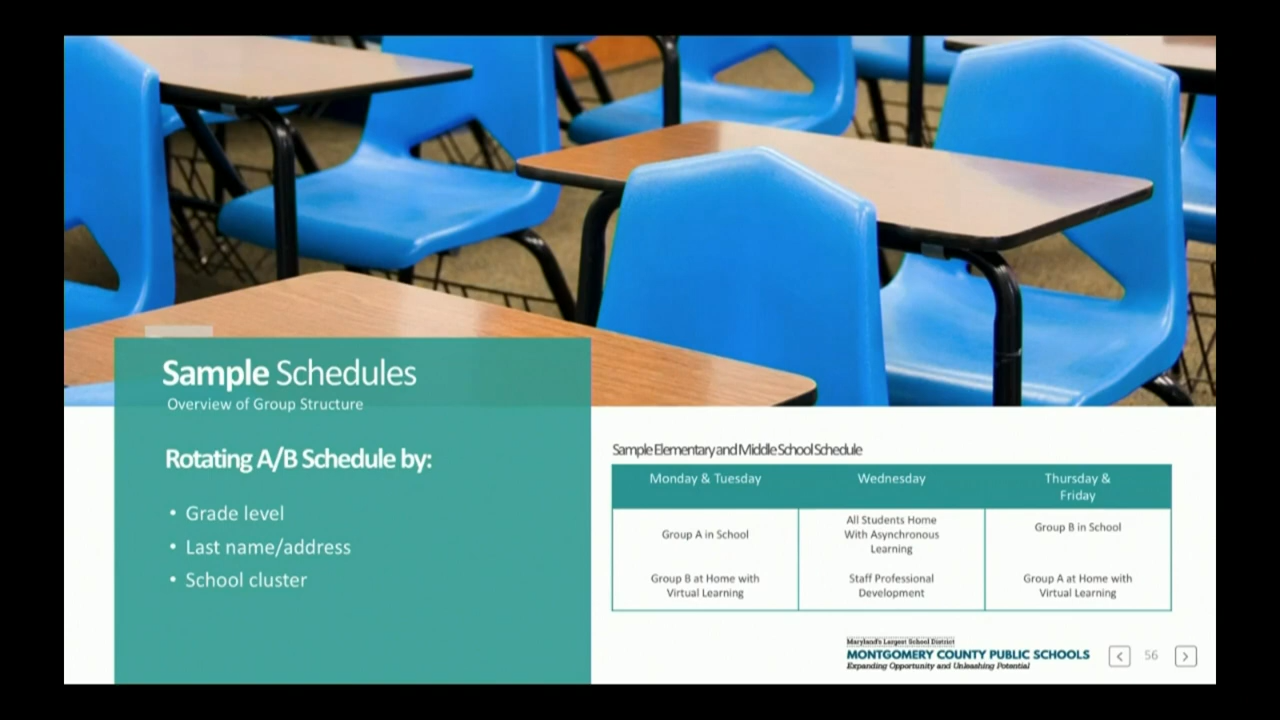 Sample Schedules
Overview of Group Structure
Rotating A/B Schedule by:
• Grade level
• Last name/address
• School cluster
Sample Elementary and Middle School Schedule
Monday & Tuesday
Wednesday
Thursday &
Friday
Group A in School
All Students Home
With Asynchronous
Learning
Group B in School
Group B at Home with
Virtual Learning
Staff Professional
Development
Group A at Home with
Virtual Learning
Maryland's Largest School District
MONTGOMERY COUNTY PUBLIC SCHOOLS
Expanding Opportunity and Unleashing Potential
< 56 >